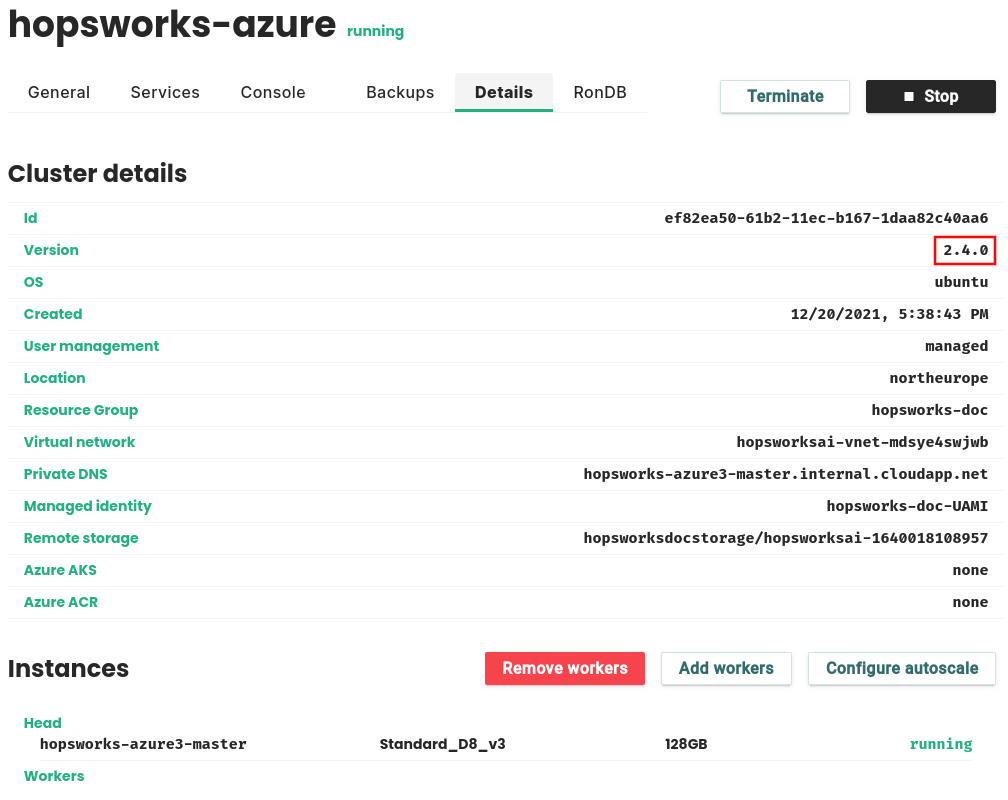 hopsworks-azure running
General Services Console Backups Details RonDB Terminate Stop
Cluster details
Id ef82ea50-61b2-11ec-b167-1daa82c40aa6
Version 2.4.0
OS ubuntu
Created 12/20/2021, 5:38:43 PM
User management managed
Location northeurope
Resource Group hopsworks-doc
Virtual network hopsworksai-vnet-mdsye4swjwb
Private DNS hopsworks-azure3-master.internal.cloudapp.net
Managed identity hopsworks-doc-UAMI
Remote storage hopsworksdocstorage/hopsworksai-1640018108957
Azure AKS none
Azure ACR none
Instances Remove workers Add workers Configure autoscale
Head
hopsworks-azure3-master Standard_D8_v3 128GB running
Workers